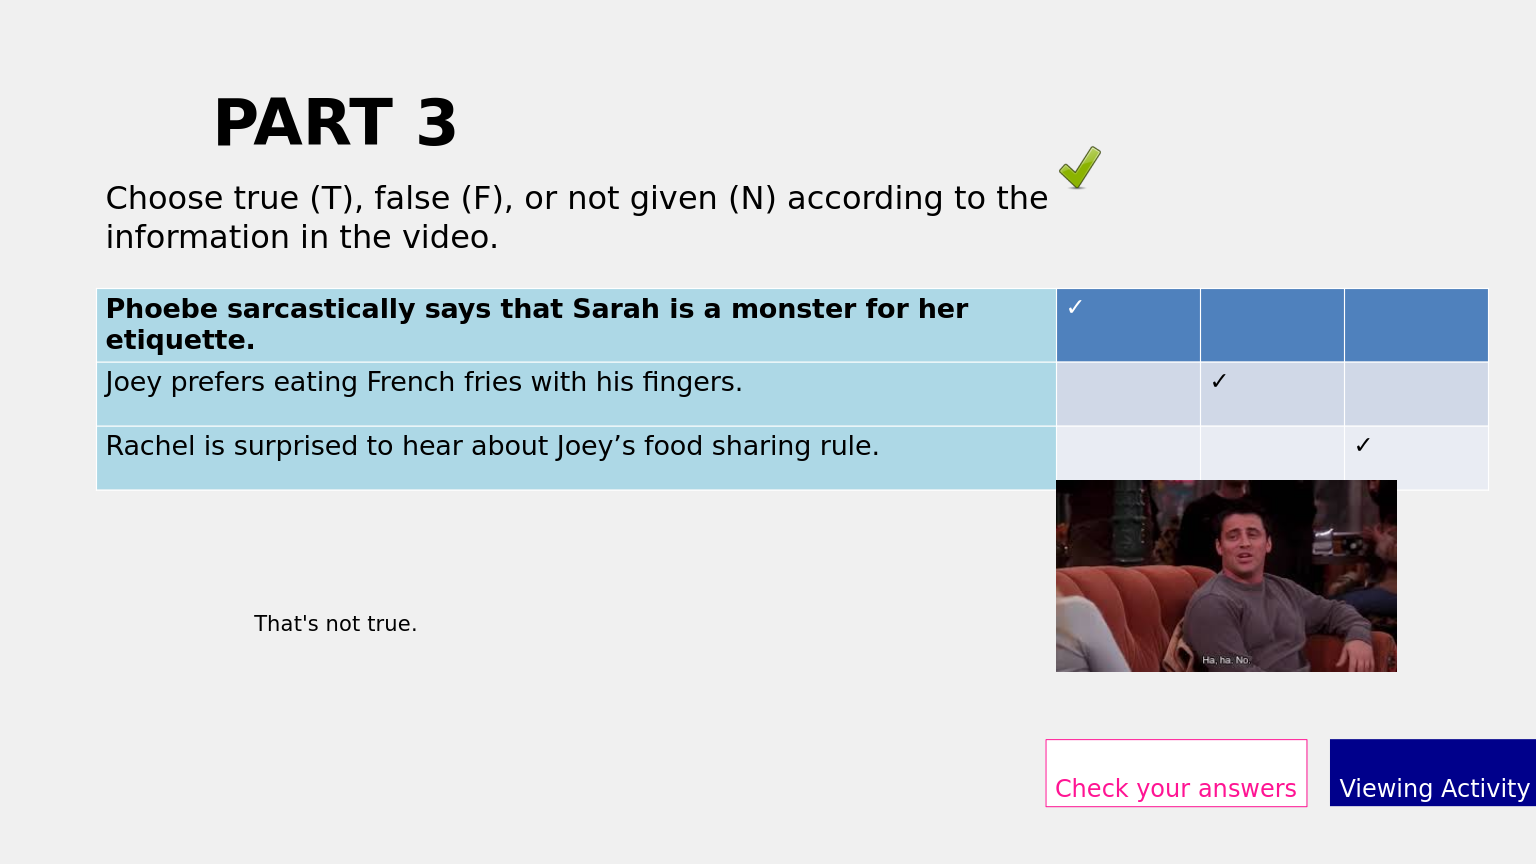 PART 3
Choose true (T), false (F), or not given (N) according to the
information in the video.
Phoebe sarcastically says that Sarah is a monster for her
etiquette.
✓
Joey prefers eating French fries with his fingers.
✓
Rachel is surprised to hear about Joey’s food sharing rule.
✓
That's not true.
Ha, ha. No.
Check your answers
Viewing Activity